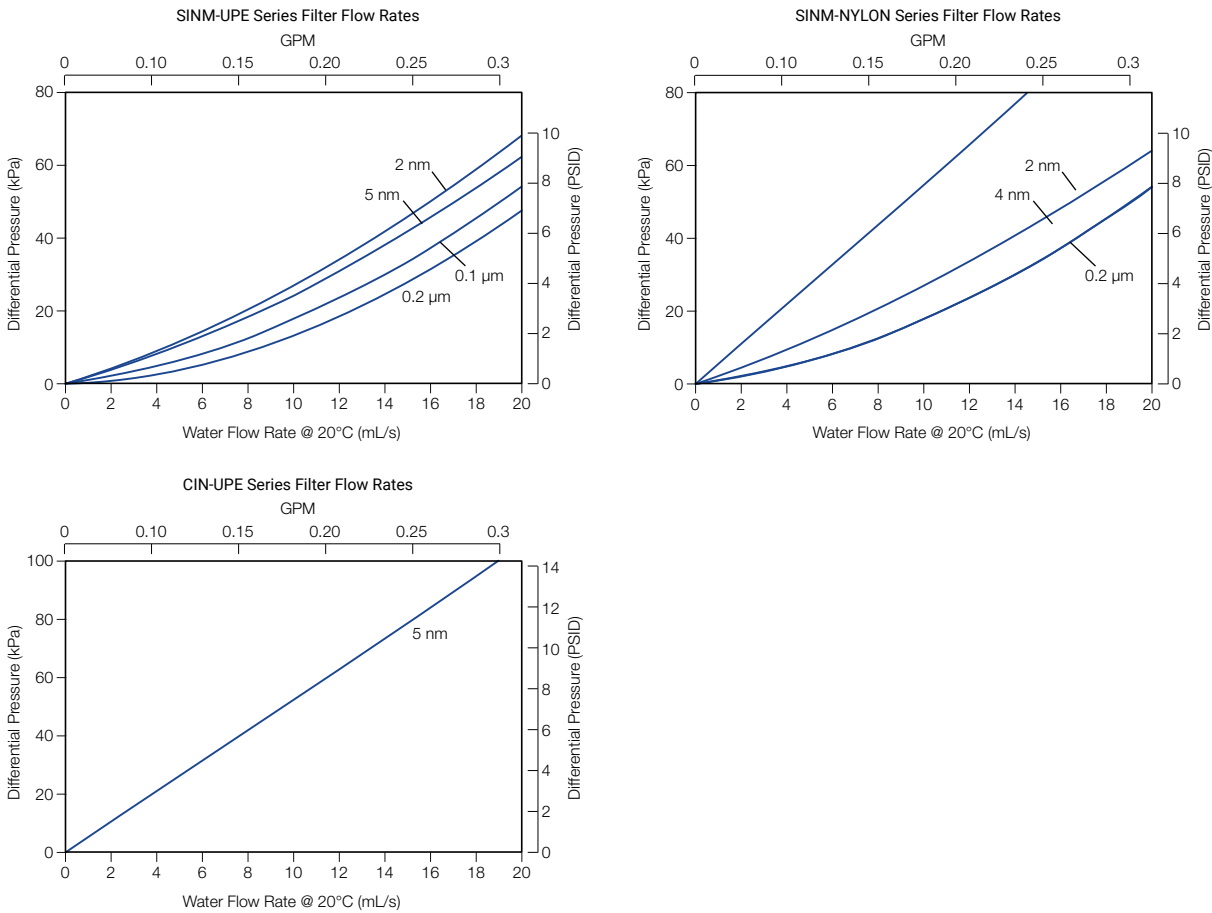 SINM-UPE Series Filter Flow Rates
GPM
0 0.10 0.15 0.20 0.25 0.3
80
60
40
20
0
Differential Pressure (kPa)
2 nm
5 nm
0.1 µm
0.2 µm
10
8
6
4
2
0
Differential Pressure (PSID)
0 2 4 6 8 10 12 14 16 18 20
Water Flow Rate @ 20°C (mL/s)
SINM-NYLON Series Filter Flow Rates
GPM
0 0.10 0.15 0.20 0.25 0.3
80
60
40
20
0
Differential Pressure (kPa)
2 nm
4 nm
0.2 µm
10
8
6
4
2
0
Differential Pressure (PSID)
0 2 4 6 8 10 12 14 16 18 20
Water Flow Rate @ 20°C (mL/s)
CIN-UPE Series Filter Flow Rates
GPM
0 0.10 0.15 0.20 0.25 0.3
100
80
60
40
20
0
Differential Pressure (kPa)
5 nm
14
12
10
8
6
4
2
0
Differential Pressure (PSID)
0 2 4 6 8 10 12 14 16 18 20
Water Flow Rate @ 20°C (mL/s)